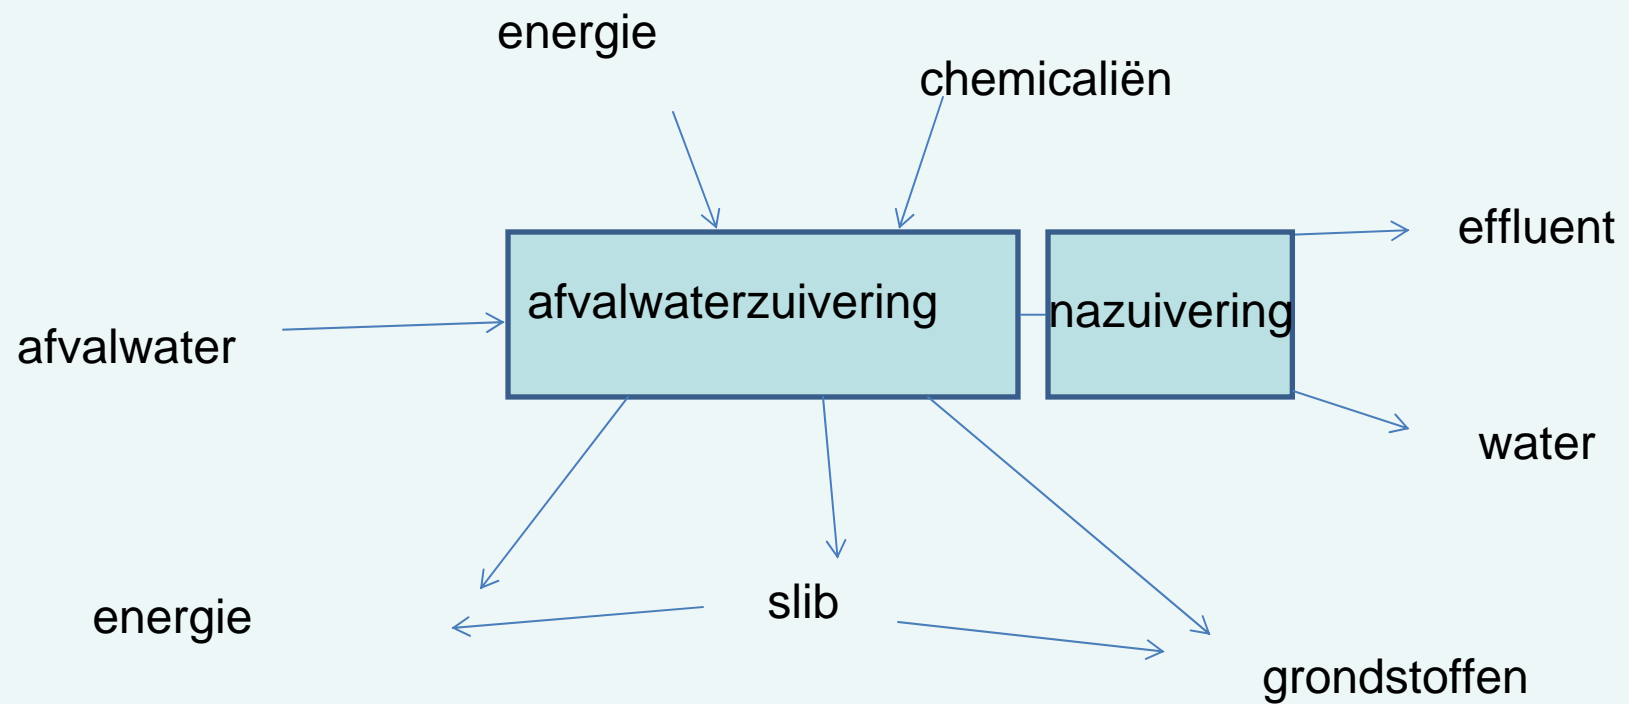 energie
chemicaliën
effluent
afvalwaterzuivering
nazuivering
afvalwater
water
energie
slib
grondstoffen